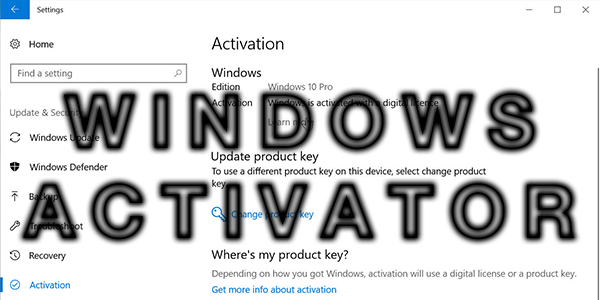 Settings
Home
Find a setting
Update & Security
Windows Update
Windows Defender
Backup
Troubleshoot
Recovery
Activation
Activation
Windows
Edition Windows 10 Pro
Activation Windows is activated with a digital licence
Learn more
Update product key
To use a different product key on this device, select change product
key.
Change product key
Where's my product key?
Depending on how you got Windows, activation will use a digital license or a product key.
Get more info about activation
WINDOWS
ACTIVATOR